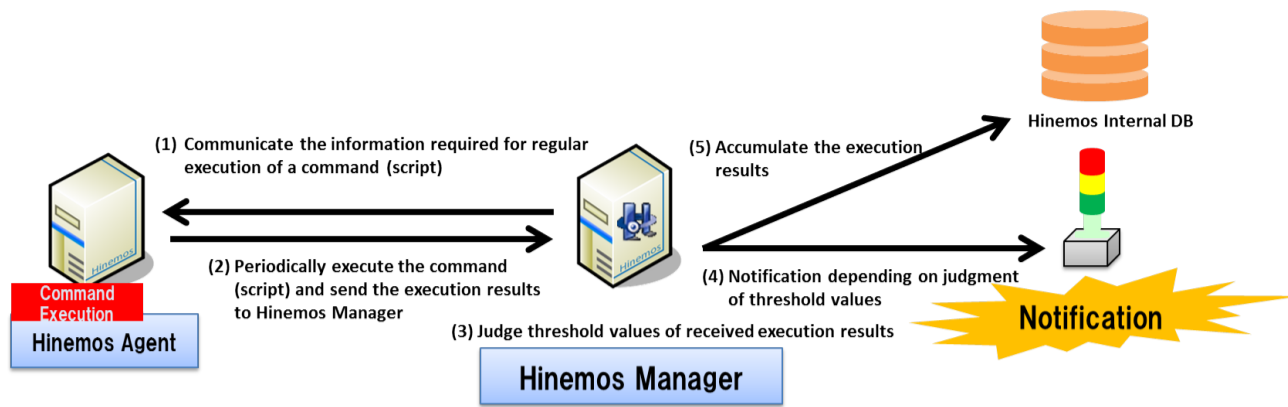 (1) Communicate the information required for regular
execution of a command (script)
Hinemos
(2) Periodically execute the command
(script) and send the execution results
to Hinemos Manager
Command
Execution
Hinemos Agent
Hinemos
(3) Judge threshold values of received execution results
Hinemos Manager
(5) Accumulate the execution
results
Hinemos Internal DB
(4) Notification depending on judgment
of threshold values
Notification